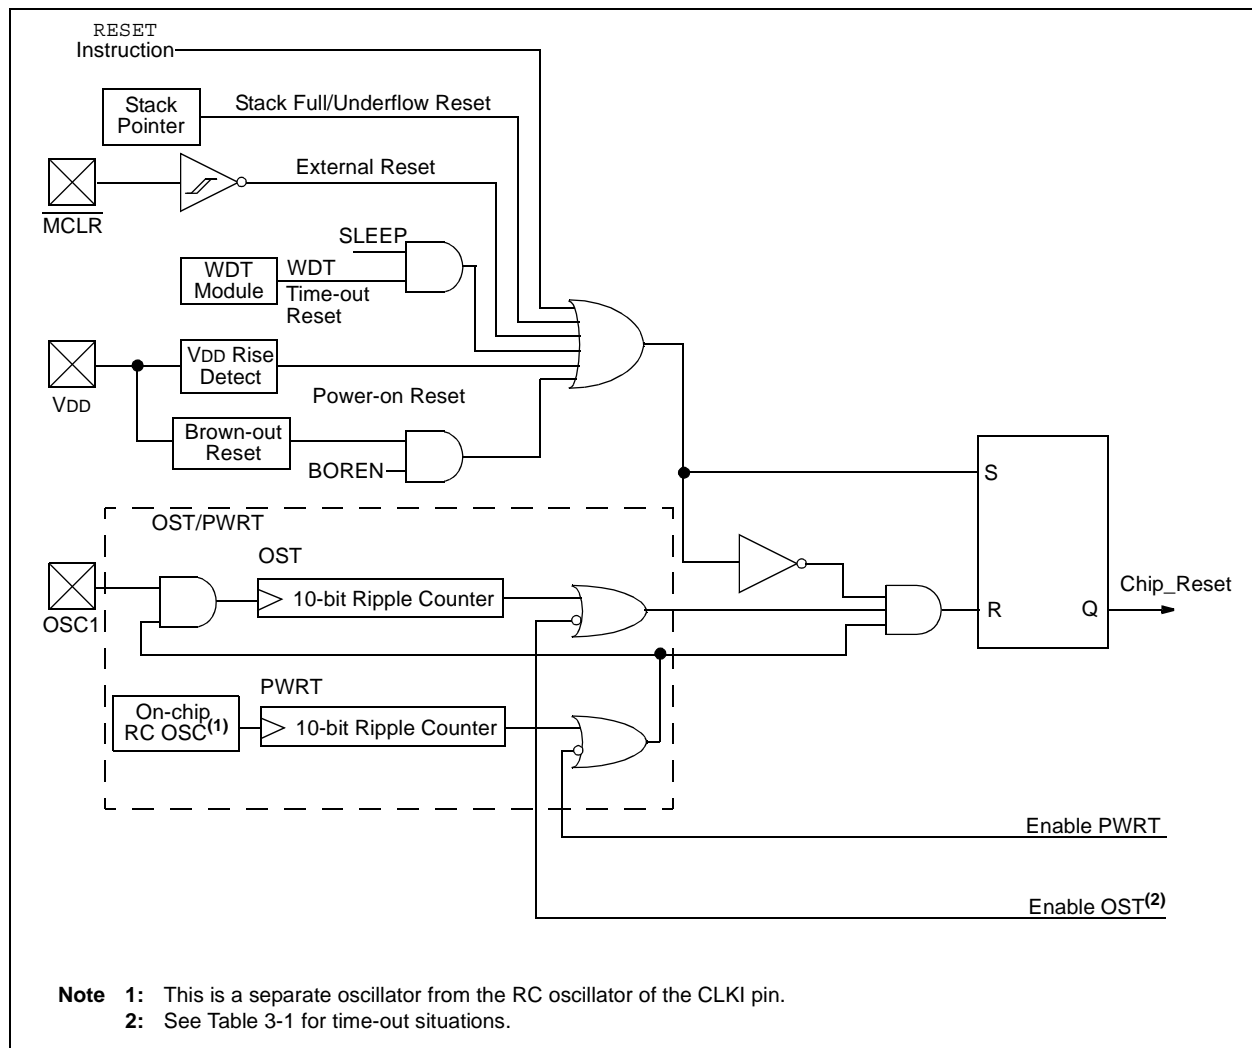 RESET
Instruction
Stack
Pointer
Stack Full/Underflow Reset
External Reset
MCLR
SLEEP
WDT
Module
WDT
Time-out
Reset
VDD Rise
Detect
VDD
Power-on Reset
Brown-out
Reset
BOREN
S
OST/PWRT
OST
10-bit Ripple Counter
OSC1
Chip_Reset
R
Q
PWRT
On-chip
RC OSC(1)
10-bit Ripple Counter
Enable PWRT
Enable OST(2)
Note 1: This is a separate oscillator from the RC oscillator of the CLKI pin.
2: See Table 3-1 for time-out situations.